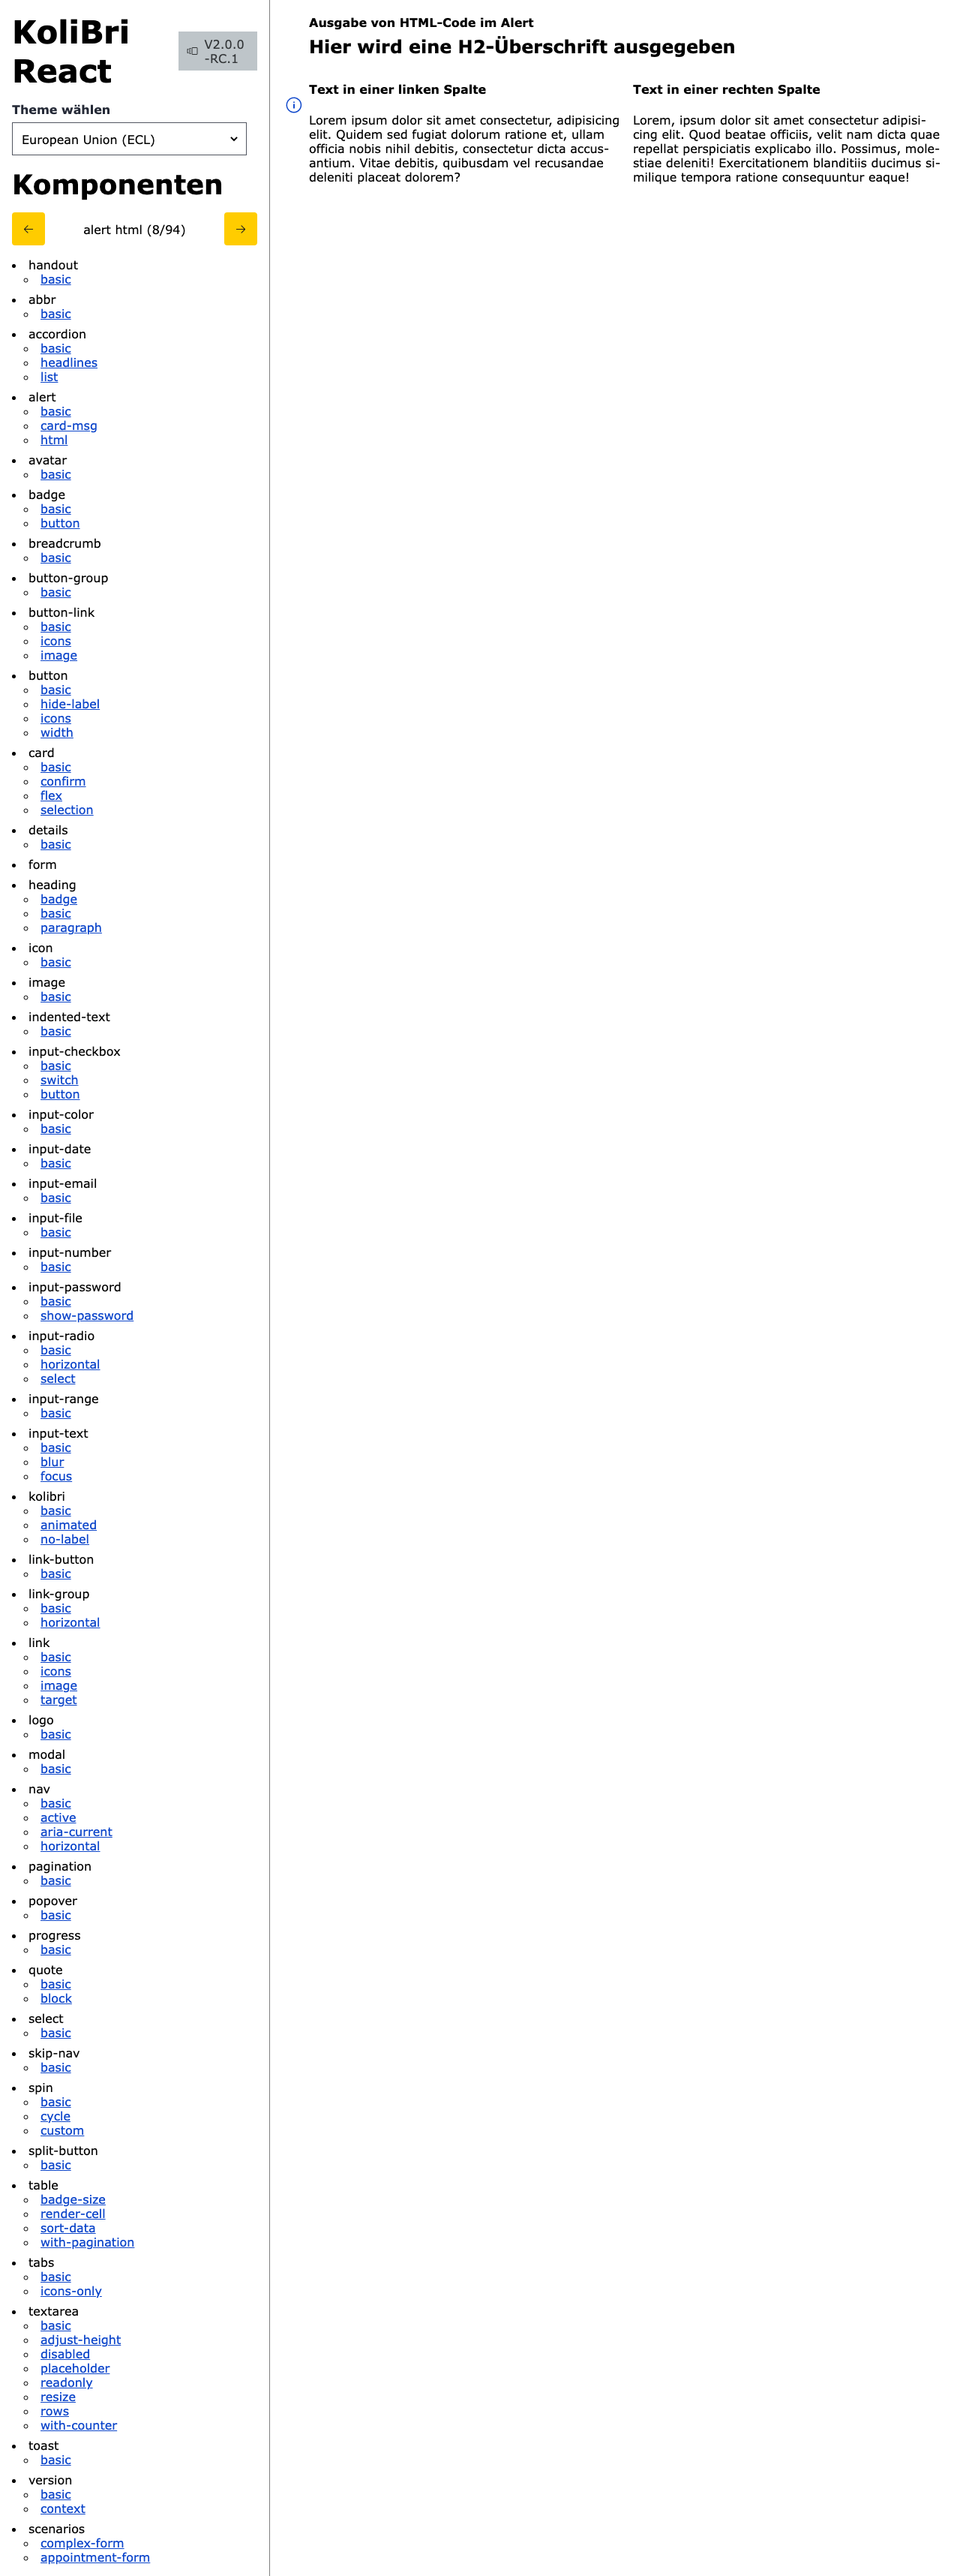 KoliBri
React
V2.0.0
-RC.1
Theme wählen
European Union (ECL)
Komponenten
alert html (8/94)
handout
basic
abbr
basic
accordion
basic
headlines
list
alert
basic
card-msg
html
avatar
basic
badge
basic
button
breadcrumb
basic
button-group
basic
button-link
basic
icons
image
button
basic
hide-label
icons
width
card
basic
confirm
flex
selection
details
basic
form
heading
badge
basic
paragraph
icon
basic
image
basic
indented-text
basic
input-checkbox
basic
switch
button
input-color
basic
input-date
basic
input-email
basic
input-file
basic
input-number
basic
input-password
basic
show-password
input-radio
basic
horizontal
select
input-range
basic
input-text
basic
blur
focus
kolibri
basic
animated
no-label
link-button
basic
link-group
basic
horizontal
link
basic
icons
image
target
logo
basic
modal
basic
nav
basic
active
aria-current
horizontal
pagination
basic
popover
basic
progress
basic
quote
basic
block
select
basic
skip-nav
basic
spin
basic
cycle
custom
split-button
basic
table
badge-size
render-cell
sort-data
with-pagination
tabs
basic
icons-only
textarea
basic
adjust-height
disabled
placeholder
readonly
resize
rows
with-counter
toast
basic
version
basic
context
scenarios
complex-form
appointment-form
Ausgabe von HTML-Code im Alert
Hier wird eine H2-Überschrift ausgegeben
Text in einer linken Spalte
Lorem ipsum dolor sit amet consectetur, adipisicing
elit. Quidem sed fugiat dolorum ratione et, ullam
officia nobis nihil debitis, consectetur dicta accus-
antium. Vitae debitis, quibusdam vel recusandae
deleniti placeat dolorem?
Text in einer rechten Spalte
Lorem, ipsum dolor sit amet consectetur adipisi-
cing elit. Quod beatae officiis, velit nam dicta quae
repellat perspiciatis explicabo illo. Possimus, mole-
stiae deleniti! Exercitationem blanditiis ducimus si-
milique tempora ratione consequuntur eaque!